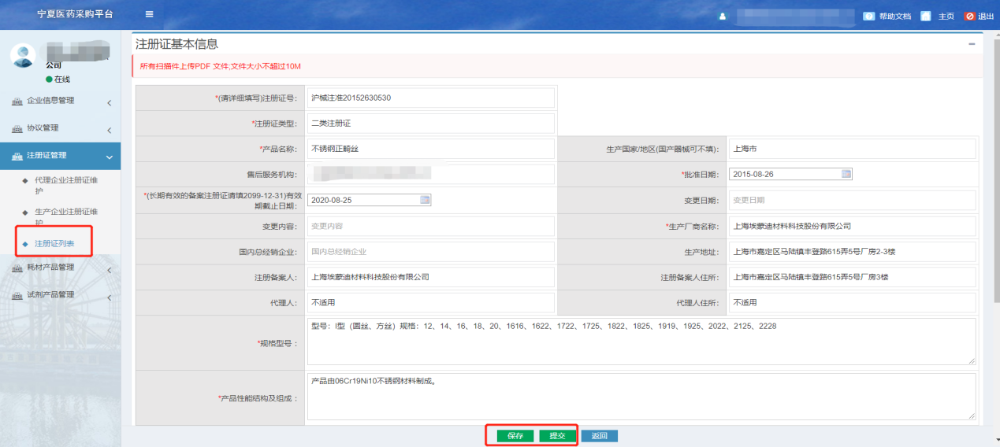 宁夏医药采购平台
帮助文档 主页 退出
公司
在线
企业信息管理
协议管理
注册证管理
代理企业注册证维
护
生产企业注册证维
护
注册证列表
耗材产品管理
试剂产品管理
注册证基本信息
所有扫描件上传PDF 文件;文件大小不超过10M
*(请详细填写)注册证号: 沪械注准20152630530
*注册证类型: 二类注册证
*产品名称: 不锈钢正畸丝 生产国家/地区(国产器械可不填): 上海市
售后服务机构: *批准日期: 2015-08-26
*(长期有效的备案注册证请填2099-12-31)有效
期截止日期: 2020-08-25 变更日期: 变更日期
变更内容: 变更内容 *生产厂商名称: 上海埃蒙迪材料科技股份有限公司
国内总经销企业: 国内总经销企业 生产地址: 上海市嘉定区马陆镇丰登路615弄5号厂房2-3楼
注册备案人: 上海埃蒙迪材料科技股份有限公司 注册备案人住所: 上海市嘉定区马陆镇丰登路615弄5号厂房3楼
代理人: 不适用 代理人住所: 不适用
*规格型号: 型号：I型（圆丝、方丝）规格：12、14、16、18、20、1616、1622、1722、1725、1822、1825、1919、1925、2022、2125、2228
*产品性能结构及组成: 产品由06Cr19Ni10不锈钢材料制成。
保存 提交 返回